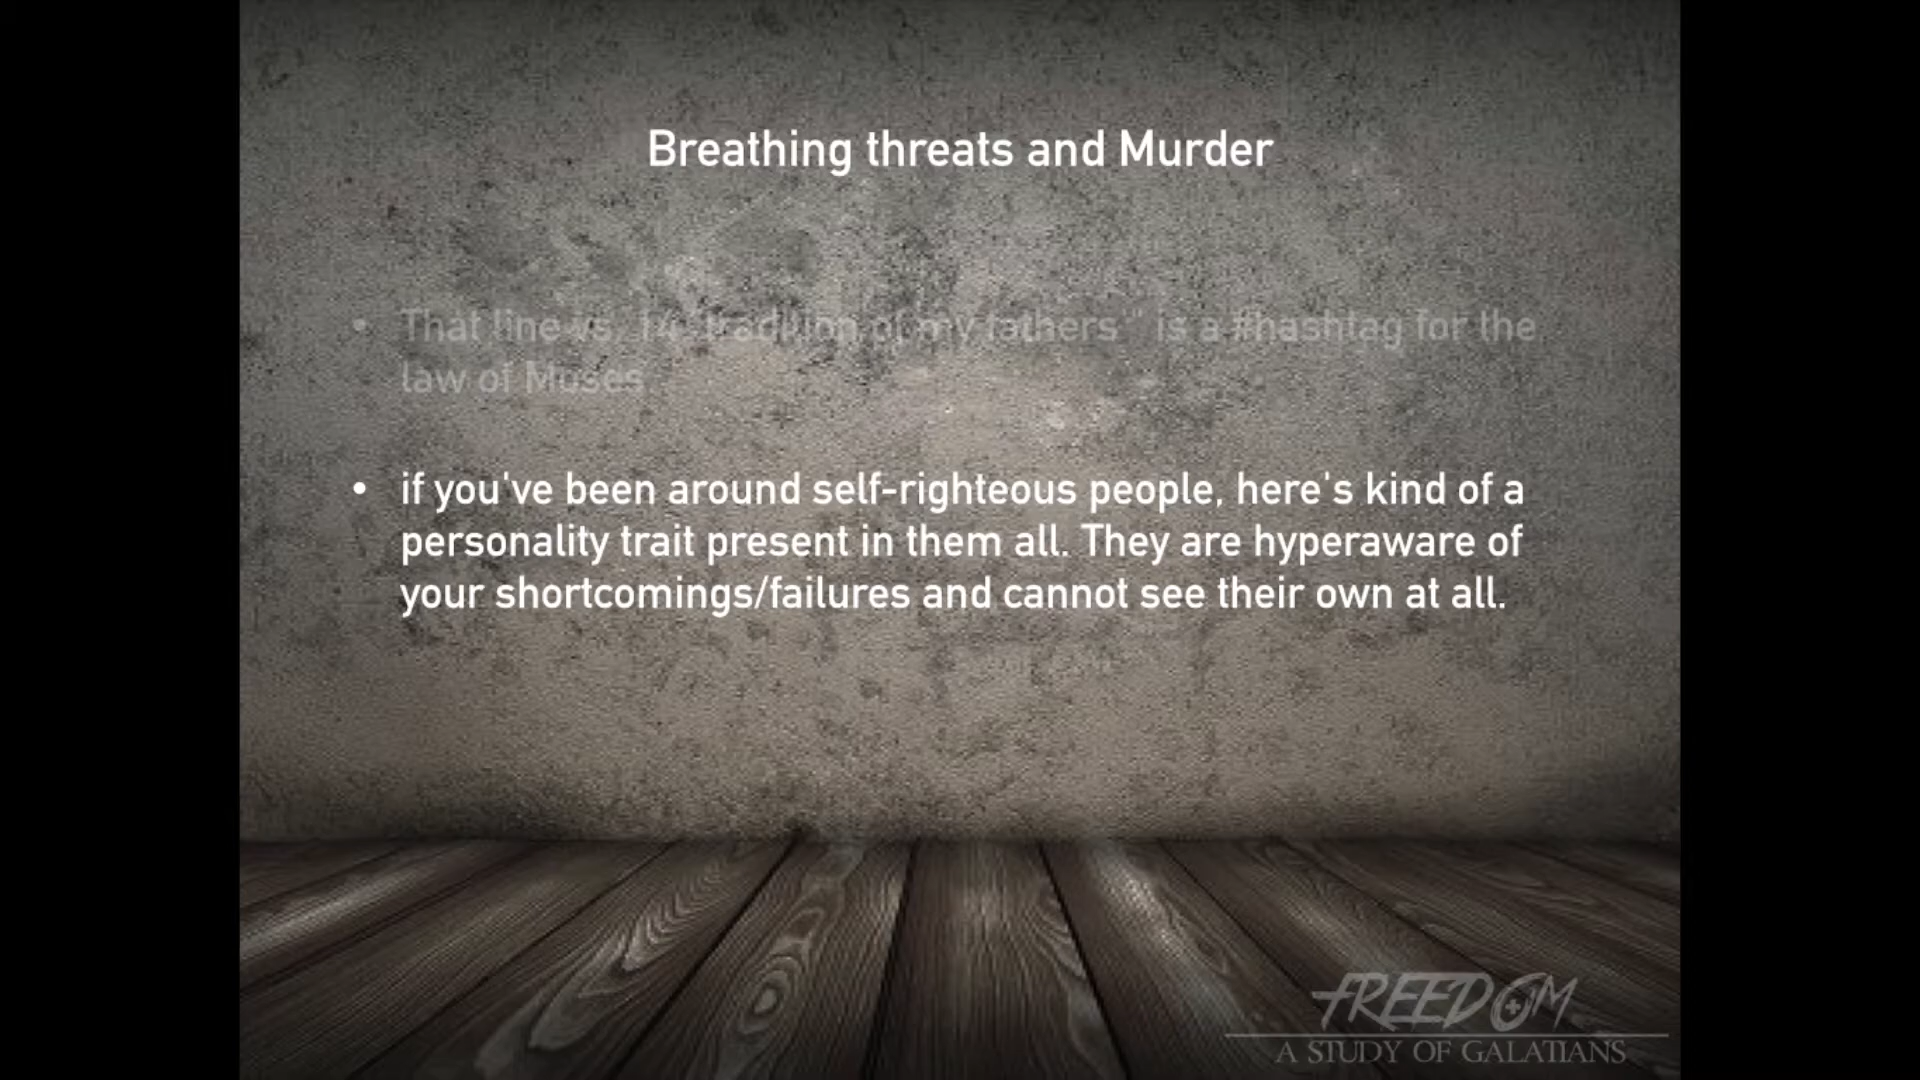 Breathing threats and Murder
• That line vs. 14 "tradition of my fathers'" is a #hashtag for the
law of Moses
• if you've been around self-righteous people, here's kind of a
personality trait present in them all. They are hyperaware of
your shortcomings/failures and cannot see their own at all.
FREEDOM
A STUDY OF GALATIANS